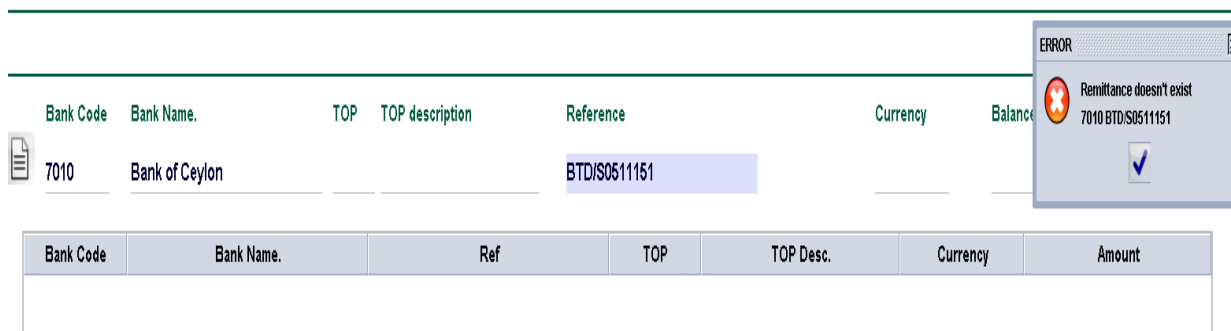 ERROR
Remittance doesn't exist
7010 BTD/S0511151
Bank Code Bank Name. TOP TOP description Reference Currency Balance
7010 Bank of Ceylon BTD/S0511151
Bank Code Bank Name. Ref TOP TOP Desc. Currency Amount